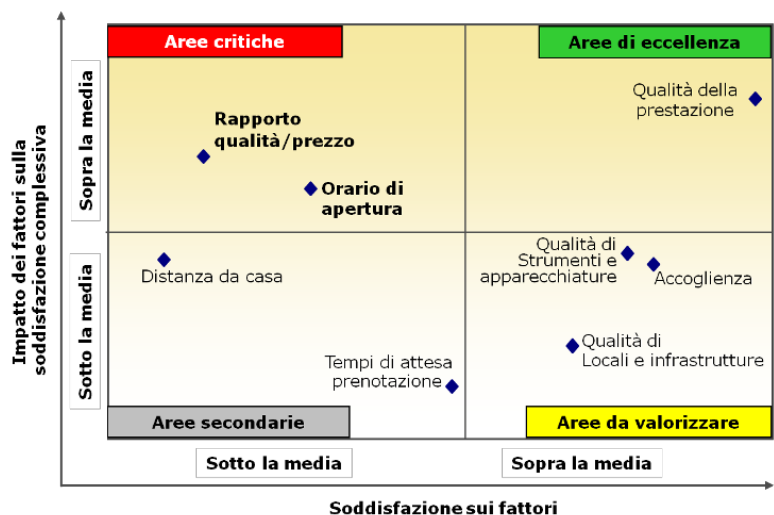 Aree critiche
Aree di eccellenza
Qualità della
prestazione
Rapporto
qualità/prezzo
Orario di
apertura
Distanza da casa
Qualità di
Strumenti e
apparecchiature
Accoglienza
Qualità di
Locali e infrastrutture
Tempi di attesa
prenotazione
Aree secondarie
Aree da valorizzare
Impatto dei fattori sulla
soddisfazione complessiva
Sopra la media
Sotto la media
Sotto la media
Sopra la media
Soddisfazione sui fattori